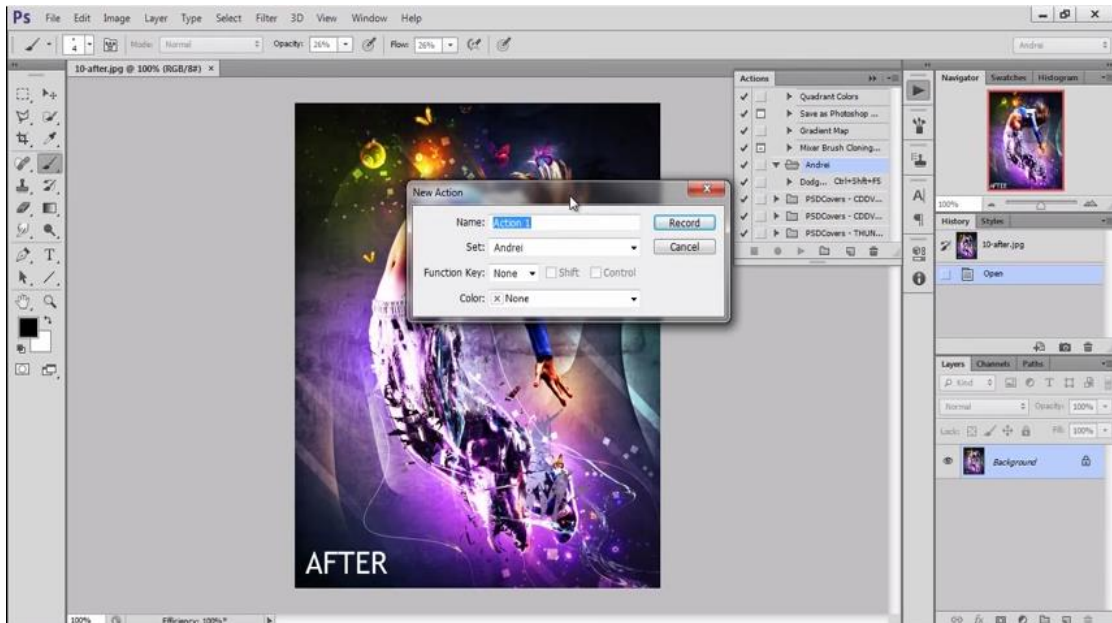 Ps File Edit Image Layer Type Select Filter 3D View Window Help
4 Mode: Normal Opacity: 26% Flow: 26% Andrei
10-after.jpg @ 100% (RGB/8#) ×
Actions
Quadrant Colors
Save as Photoshop ...
Gradient Map
Mixer Brush Cloning...
Andrei
Dodg... Ctrl+Shft+F5
PSDCovers - CDDV...
PSDCovers - CDDV...
PSDCovers - THUN...
New Action
Name: Action 1
Record
Set: Andrei
Cancel
Function Key: None Shift Control
Color: None
AFTER
Navigator Swatches Histogram
AFTER
100%
History Styles
10-after.jpg
Open
Layers Channels Paths
Kind
Normal Opacity: 100%
Lock: Fill: 100%
Background
100% Efficiency: 100%*